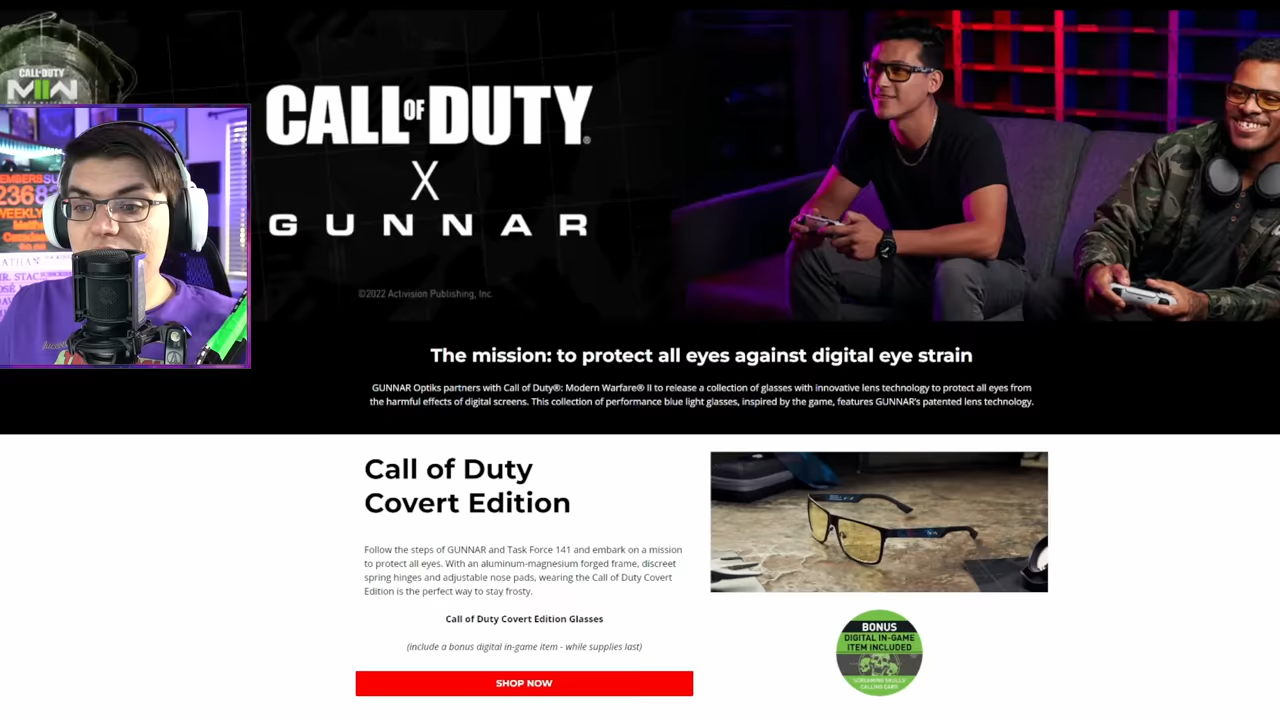 CALL OF DUTY
MWII
CALL OF DUTY®
X
GUNNAR
©2022 Activision Publishing, Inc.
EMBERS
2368
WEEKLY
The mission: to protect all eyes against digital eye strain
GUNNAR Optiks partners with Call of Duty®: Modern Warfare® II to release a collection of glasses with innovative lens technology to protect all eyes from
the harmful effects of digital screens. This collection of performance blue light glasses, inspired by the game, features GUNNAR's patented lens technology.
Call of Duty
Covert Edition
Follow the steps of GUNNAR and Task Force 141 and embark on a mission
to protect all eyes. With an aluminum-magnesium forged frame, discreet
spring hinges and adjustable nose pads, wearing the Call of Duty Covert
Edition is the perfect way to stay frosty.
Call of Duty Covert Edition Glasses
(include a bonus digital in-game item - while supplies last)
SHOP NOW
BONUS
DIGITAL IN-GAME
ITEM INCLUDED
'SCREAMING SKULLS'
CALLING CARD